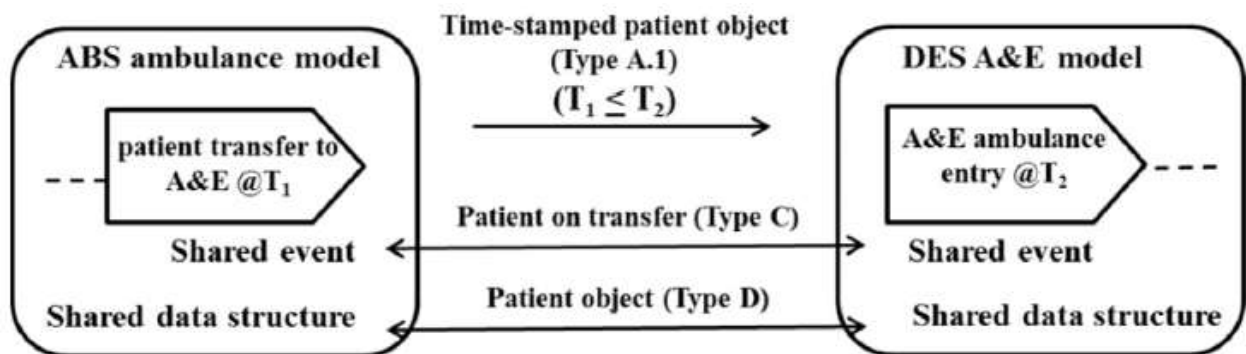 ABS ambulance model
patient transfer to
A&E @T₁
Shared event
Shared data structure
Time-stamped patient object
(Type A.1)
(T₁ ≤ T₂)
Patient on transfer (Type C)
Patient object (Type D)
DES A&E model
A&E ambulance
entry @T₂
Shared event
Shared data structure